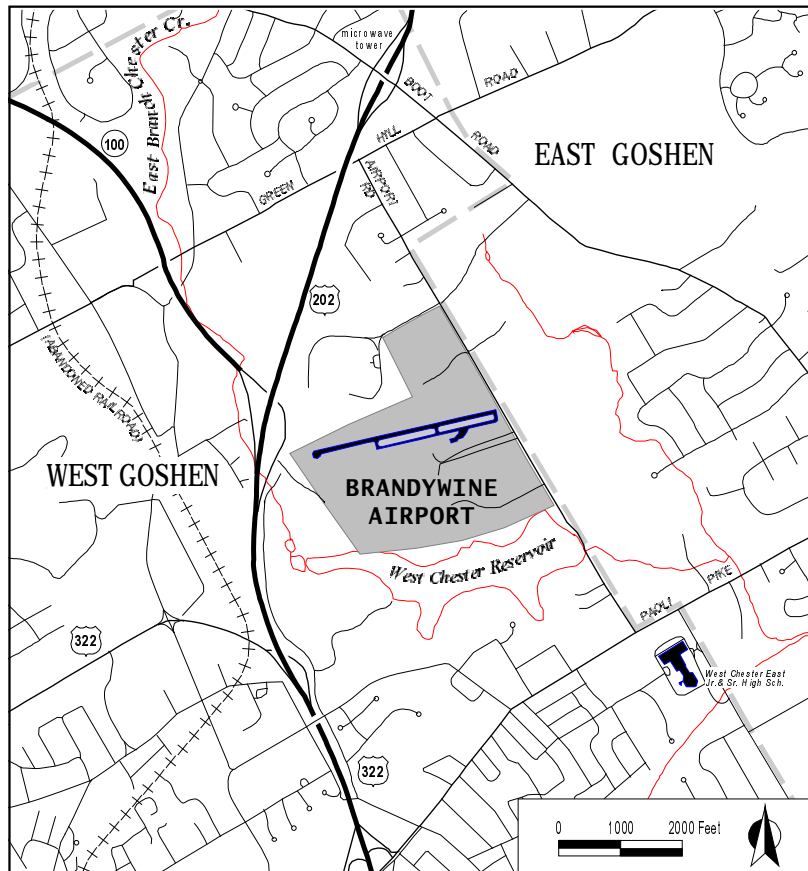 East Branch Chester Cr.
microwave
tower
BOOT
ROAD
ROAD
HILL
GREEN
AIRPORT
RD
EAST GOSHEN
100
202
(ABANDONED RAILROAD)
WEST GOSHEN
BRANDYWINE
AIRPORT
West Chester Reservoir
PAOLI
PIKE
322
West Chester East
Jr.& Sr. High Sch.
322
0 1000 2000 Feet